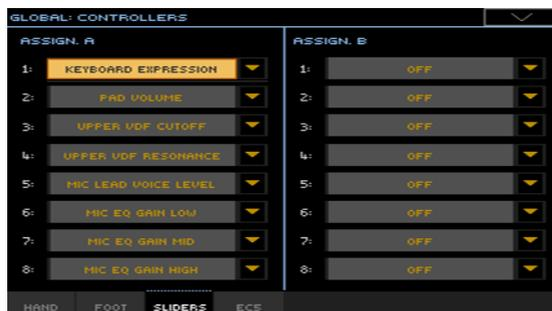 GLOBAL: CONTROLLERS
ASSIGN. A
1: KEYBOARD EXPRESSION
2: PAD VOLUME
3: UPPER VDF CUTOFF
4: UPPER VDF RESONANCE
5: MIC LEAD VOICE LEVEL
6: MIC EQ GAIN LOW
7: MIC EQ GAIN MID
8: MIC EQ GAIN HIGH
ASSIGN. B
1: OFF
2: OFF
3: OFF
4: OFF
5: OFF
6: OFF
7: OFF
8: OFF
HAND FOOT SLIDERS EC5